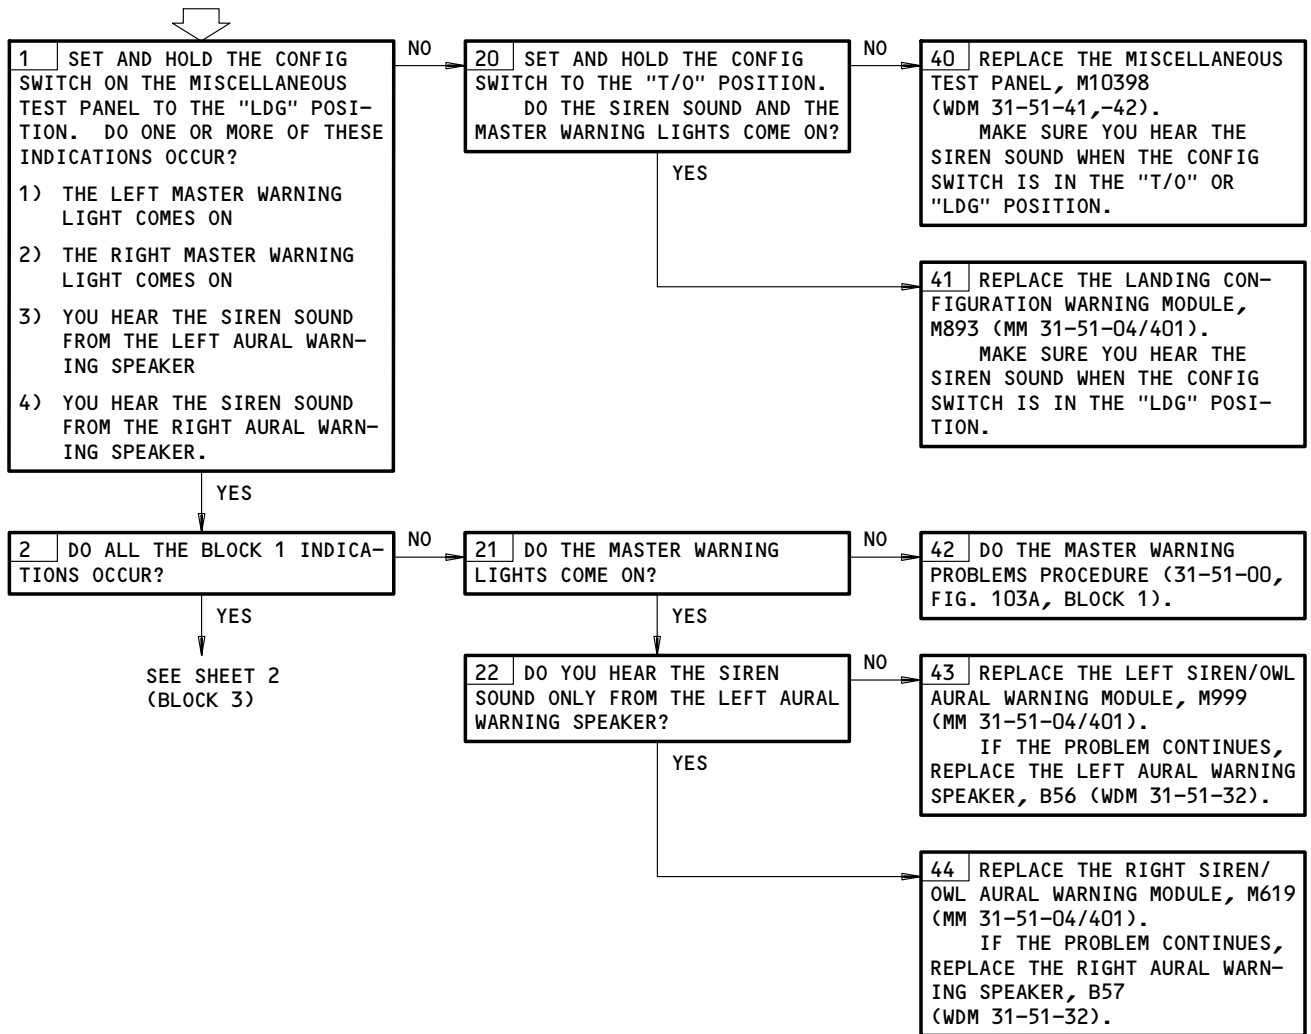 1 SET AND HOLD THE CONFIG
SWITCH ON THE MISCELLANEOUS
TEST PANEL TO THE "LDG" POSI-
TION. DO ONE OR MORE OF THESE
INDICATIONS OCCUR?
1) THE LEFT MASTER WARNING
LIGHT COMES ON
2) THE RIGHT MASTER WARNING
LIGHT COMES ON
3) YOU HEAR THE SIREN SOUND
FROM THE LEFT AURAL WARN-
ING SPEAKER
4) YOU HEAR THE SIREN SOUND
FROM THE RIGHT AURAL WARN-
ING SPEAKER.
NO
20 SET AND HOLD THE CONFIG
SWITCH TO THE "T/O" POSITION.
DO THE SIREN SOUND AND THE
MASTER WARNING LIGHTS COME ON?
NO
40 REPLACE THE MISCELLANEOUS
TEST PANEL, M10398
(WDM 31-51-41,-42).
MAKE SURE YOU HEAR THE
SIREN SOUND WHEN THE CONFIG
SWITCH IS IN THE "T/O" OR
"LDG" POSITION.
YES
41 REPLACE THE LANDING CON-
FIGURATION WARNING MODULE,
M893 (MM 31-51-04/401).
MAKE SURE YOU HEAR THE
SIREN SOUND WHEN THE CONFIG
SWITCH IS IN THE "LDG" POSI-
TION.
YES
2 DO ALL THE BLOCK 1 INDICA-
TIONS OCCUR?
NO
21 DO THE MASTER WARNING
LIGHTS COME ON?
NO
42 DO THE MASTER WARNING
PROBLEMS PROCEDURE (31-51-00,
FIG. 103A, BLOCK 1).
YES
SEE SHEET 2
(BLOCK 3)
YES
22 DO YOU HEAR THE SIREN
SOUND ONLY FROM THE LEFT AURAL
WARNING SPEAKER?
NO
43 REPLACE THE LEFT SIREN/OWL
AURAL WARNING MODULE, M999
(MM 31-51-04/401).
IF THE PROBLEM CONTINUES,
REPLACE THE LEFT AURAL WARNING
SPEAKER, B56 (WDM 31-51-32).
YES
44 REPLACE THE RIGHT SIREN/
OWL AURAL WARNING MODULE, M619
(MM 31-51-04/401).
IF THE PROBLEM CONTINUES,
REPLACE THE RIGHT AURAL WARN-
ING SPEAKER, B57
(WDM 31-51-32).